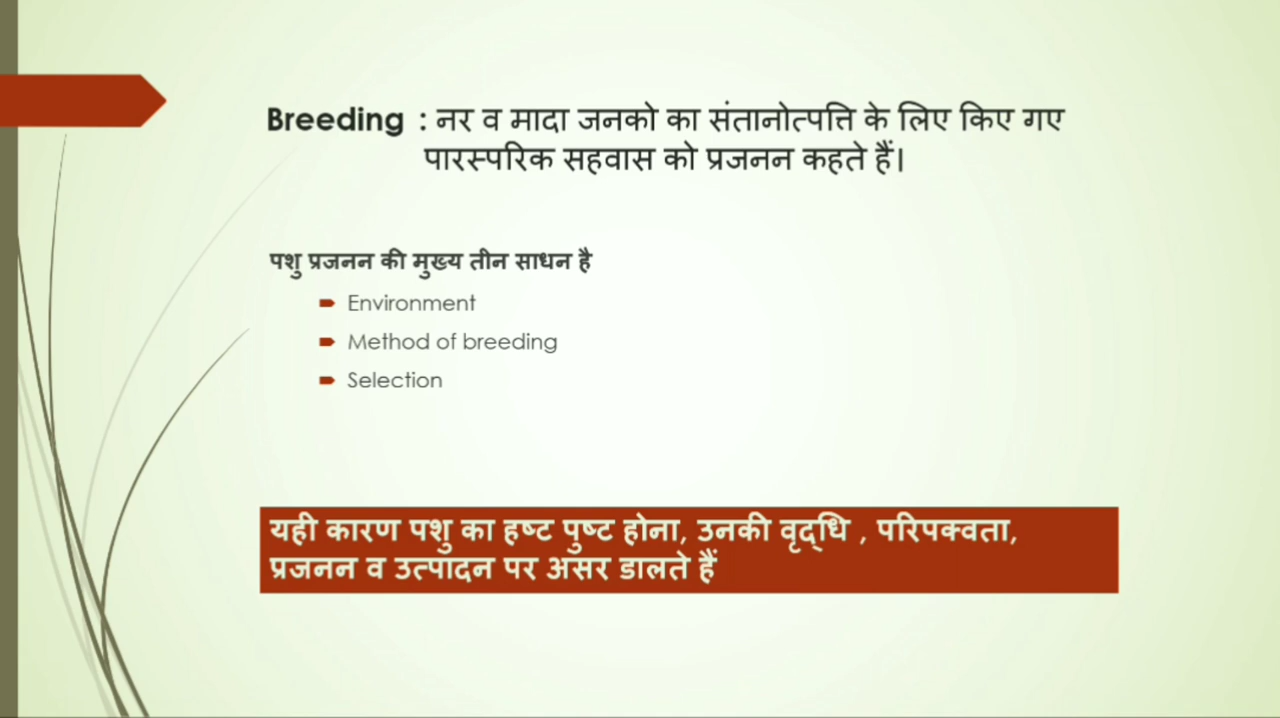 Breeding : नर व मादा जनको का संतानोत्पत्ति के लिए किए गए
पारस्परिक सहवास को प्रजनन कहते हैं।
पशु प्रजनन की मुख्य तीन साधन है
Environment
Method of breeding
Selection
यही कारण पशु का हष्ट पुष्ट होना, उनकी वृद्धि , परिपक्वता,
प्रजनन व उत्पादन पर असर डालते हैं